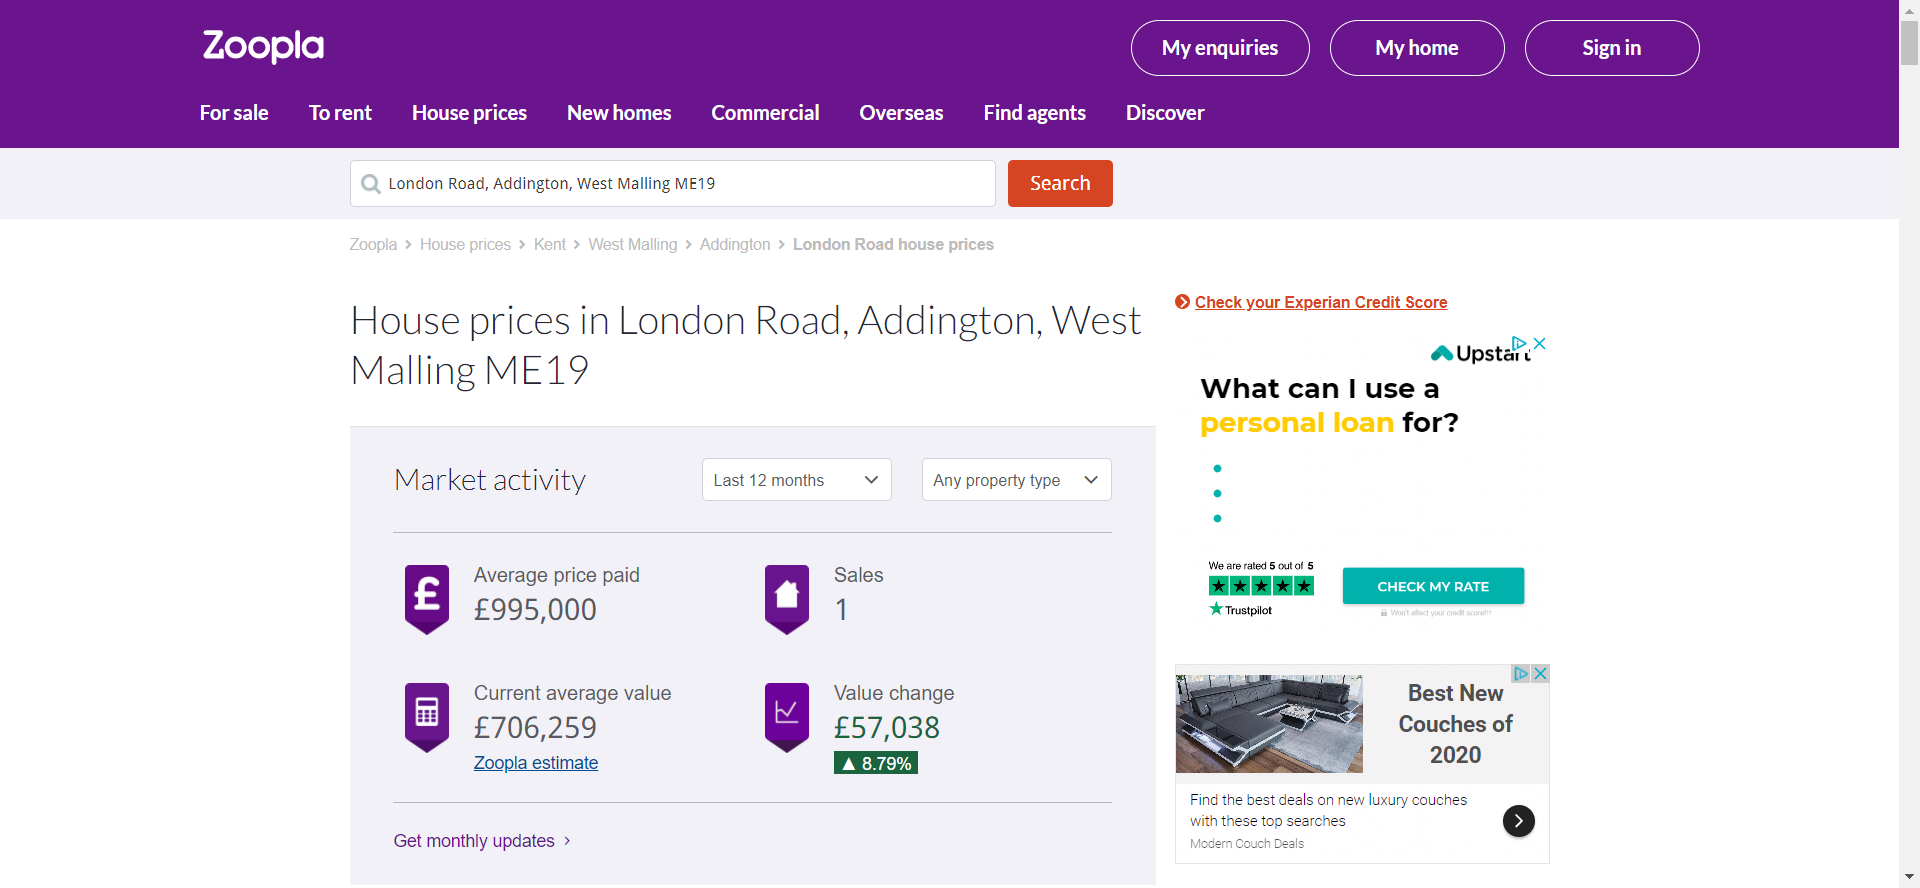 Zoopla
My enquiries
My home
Sign in
For sale
To rent
House prices
New homes
Commercial
Overseas
Find agents
Discover
London Road, Addington, West Malling ME19
Search
Zoopla > House prices > Kent > West Malling > Addington > London Road house prices
House prices in London Road, Addington, West
Malling ME19
Market activity
Last 12 months
Any property type
Average price paid
£995,000
Sales
1
Current average value
£706,259
Zoopla estimate
Value change
£57,038
▲ 8.79%
Get monthly updates >
Check your Experian Credit Score
Upstart
What can I use a
personal loan for?
We are rated 5 out of 5
Trustpilot
CHECK MY RATE
Won't affect your credit score!¹
Best New
Couches of
2020
Find the best deals on new luxury couches
with these top searches
Modern Couch Deals